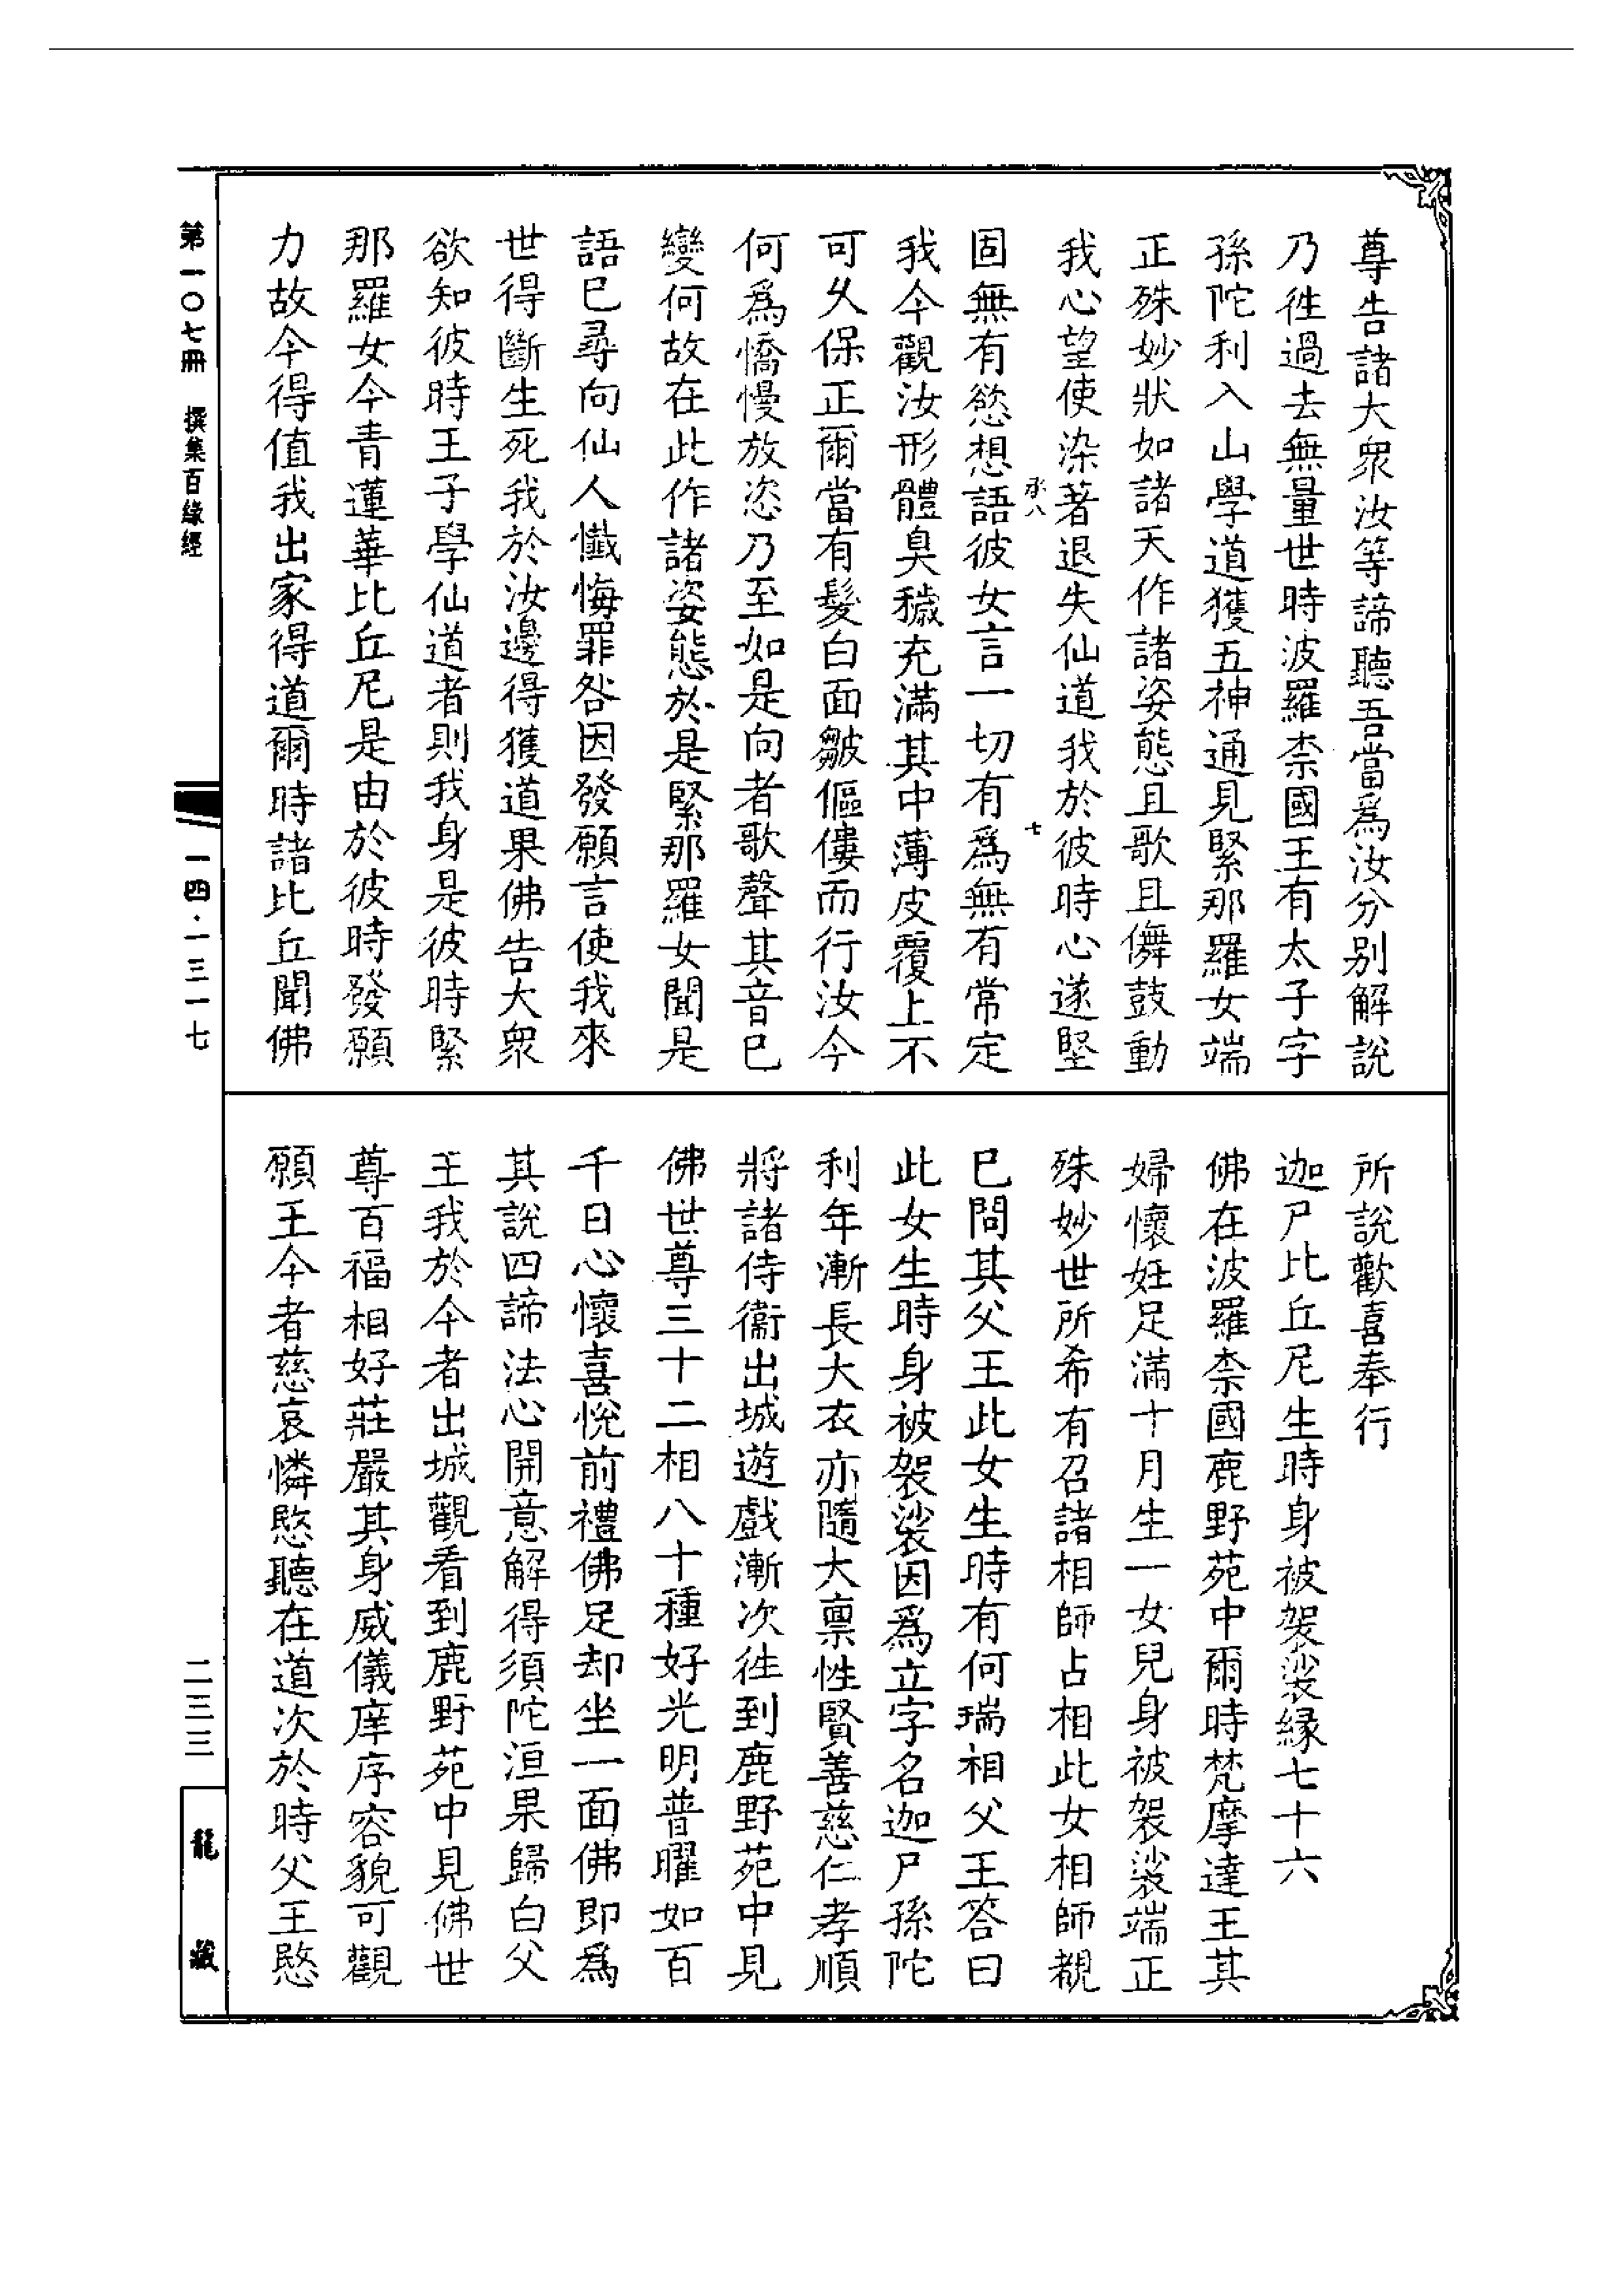 尊告諸大衆汝等諦聽吾當爲汝分别解說
乃徃過去無量世時波羅柰國王有太子字
孫陀利入山學道獲五神通見緊那羅女端
正殊妙狀如諸天作諸姿態且歌且儛鼓動
我心望使染著退失仙道我於彼時心遂堅
承八
七
固無有慾想語彼女言一切有爲無有常定
我今觀汝形體臭穢充滿其中薄皮覆上不
可久保正爾當有髮白面皺傴僂而行汝今
何爲憍慢放恣乃至如是向者歌聲其音已
變何故在此作諸姿態於是緊那羅女聞是
語已尋向仙人懺悔罪咎因發願言使我來
世得斷生死我於汝邊得獲道果佛告大衆
欲知彼時王子學仙道者則我身是彼時緊
那羅女今青蓮華比丘尼是由於彼時發願
力故今得值我出家得道爾時諸比丘聞佛
所說歡喜奉行
迦尸比丘尼生時身被袈裟緣七十六
佛在波羅柰國鹿野苑中爾時梵摩達王其
婦懷妊足滿十月生一女兒身被袈裟端正
殊妙世所希有召諸相師占相此女相師覩
已問其父王此女生時有何瑞相父王答曰
此女生時身被袈裟因爲立字名迦尸孫陀
利年漸長大衣亦隨大稟性賢善慈仁孝順
將諸侍衞出城遊戲漸次徃到鹿野苑中見
佛世尊三十二相八十種好光明普曜如百
千日心懷喜悅前禮佛足却坐一面佛即爲
其說四諦法心開意解得須陀洹果歸白父
王我於今者出城觀看到鹿野苑中見佛世
尊百福相好莊嚴其身威儀庠序容貌可觀
願王今者慈哀憐愍聽在道次於時父王愍
第一〇七冊　撰集百緣經
一四·一三一七
二三三
龍藏